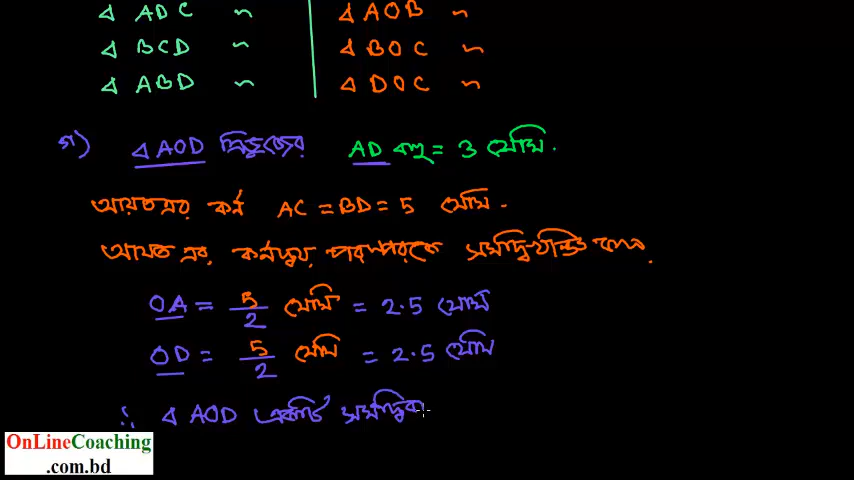 Δ ADC ~ Δ AOB ~
Δ BCD ~ Δ BOC ~
Δ ABD ~ Δ DOC ~
গ) Δ AOD ত্রিভুজের AD বাহু = 3 সেমি.
আয়তের কর্ণ AC = BD = 5 সেমি.
আয়ত এর কর্ণদ্বয় পরস্পরকে সমদ্বিখন্ডিত করে.
OA = 5/2 সেমি = 2.5 সেমি
OD = 5/2 সেমি = 2.5 সেমি
∴ Δ AOD একটি সমদ্বিবা
OnLineCoaching
.com.bd